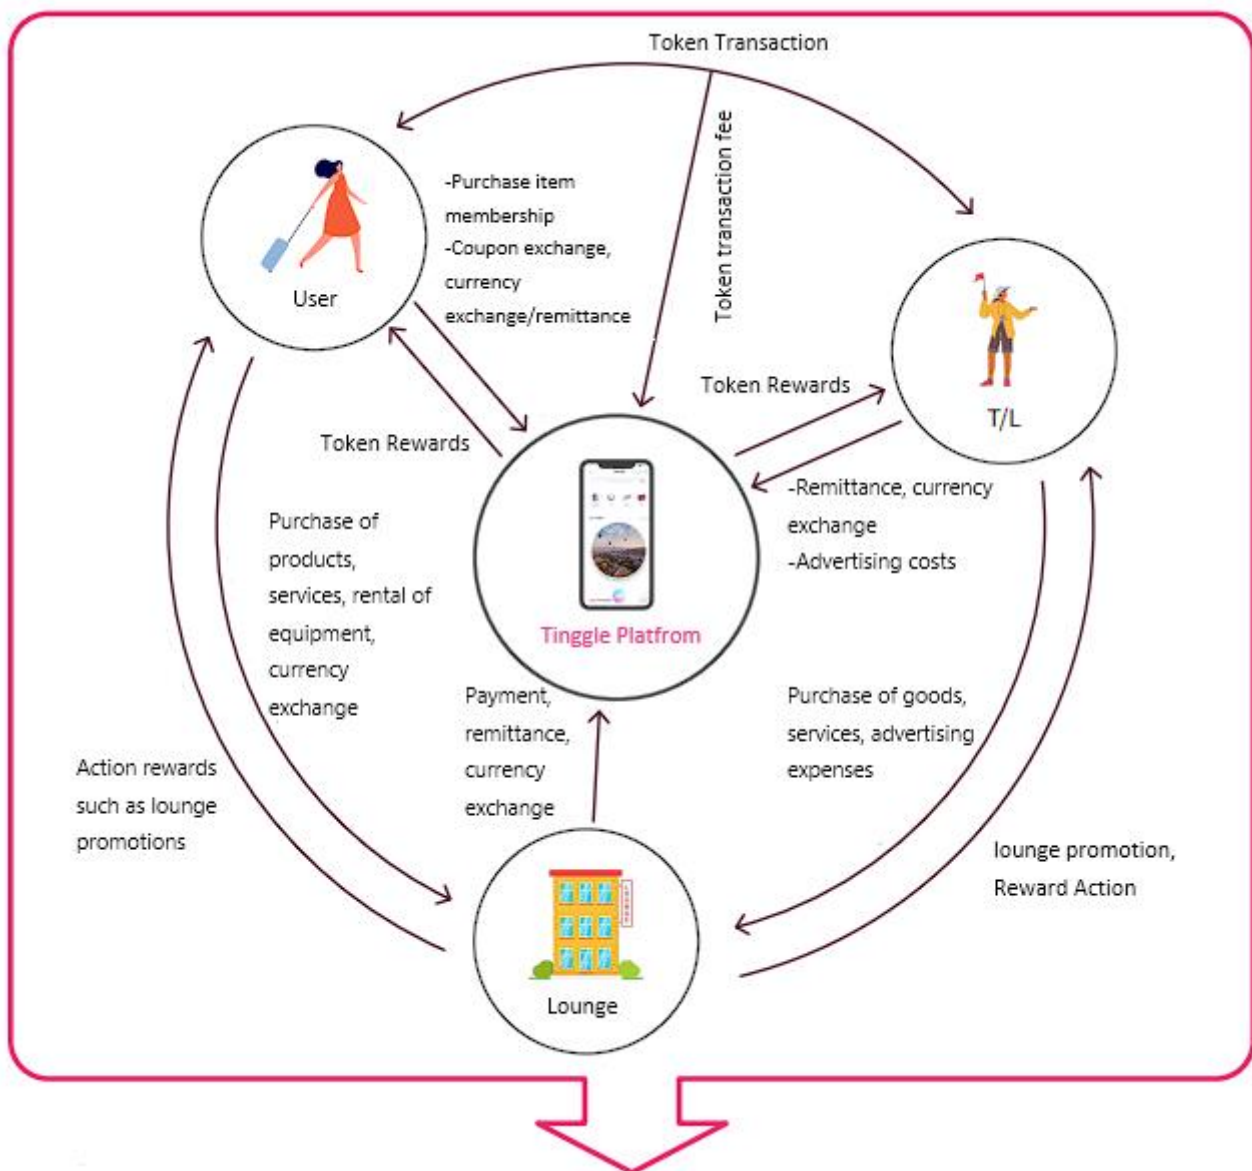 Token Transaction
Token transaction fee
-Purchase item
membership
-Coupon exchange,
currency
exchange/remittance
User
Token Rewards
T/L
Token Rewards
-Remittance, currency
exchange
-Advertising costs
Purchase of
products,
services, rental of
equipment,
currency
exchange
Tinggle Platfrom
Payment,
remittance,
currency
exchange
Purchase of goods,
services, advertising
expenses
Action rewards
such as lounge
promotions
lounge promotion,
Reward Action
Lounge